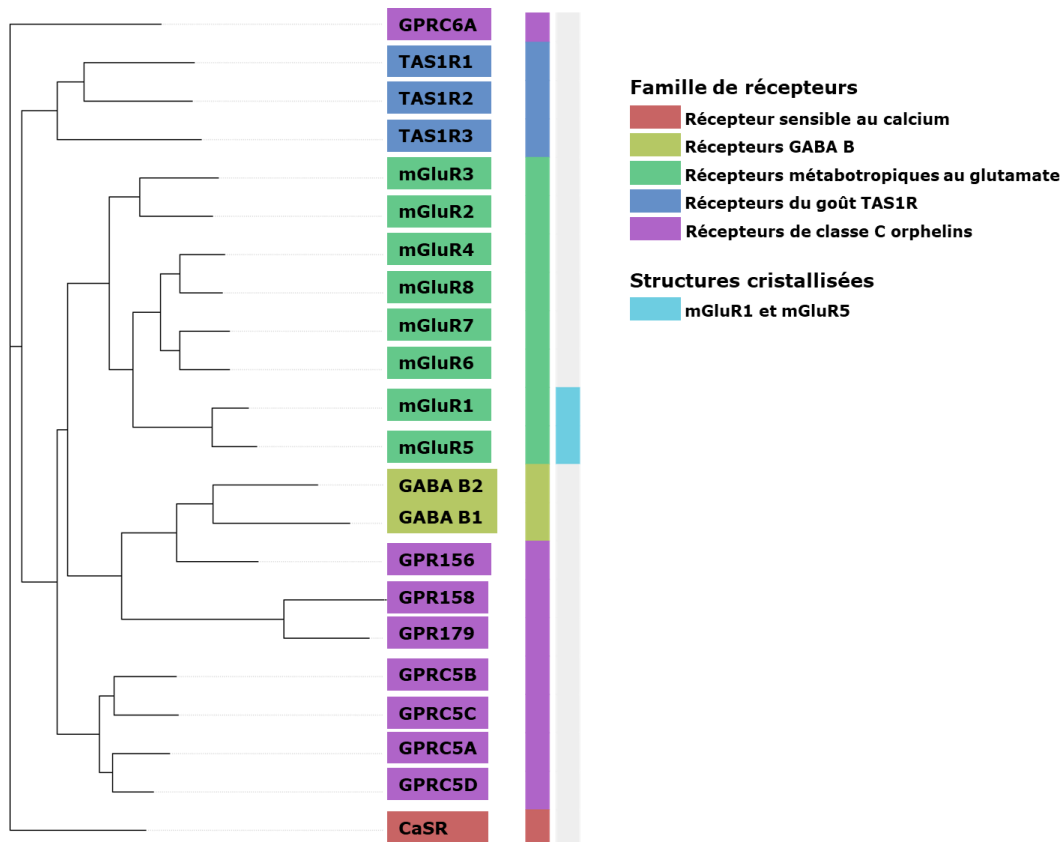 GPRC6A
TAS1R1
TAS1R2
TAS1R3
mGluR3
mGluR2
mGluR4
mGluR8
mGluR7
mGluR6
mGluR1
mGluR5
GABA B2
GABA B1
GPR156
GPR158
GPR179
GPRC5B
GPRC5C
GPRC5A
GPRC5D
CaSR
Famille de récepteurs
Récepteur sensible au calcium
Récepteurs GABA B
Récepteurs métabotropiques au glutamate
Récepteurs du goût TAS1R
Récepteurs de classe C orphelins
Structures cristallisées
mGluR1 et mGluR5